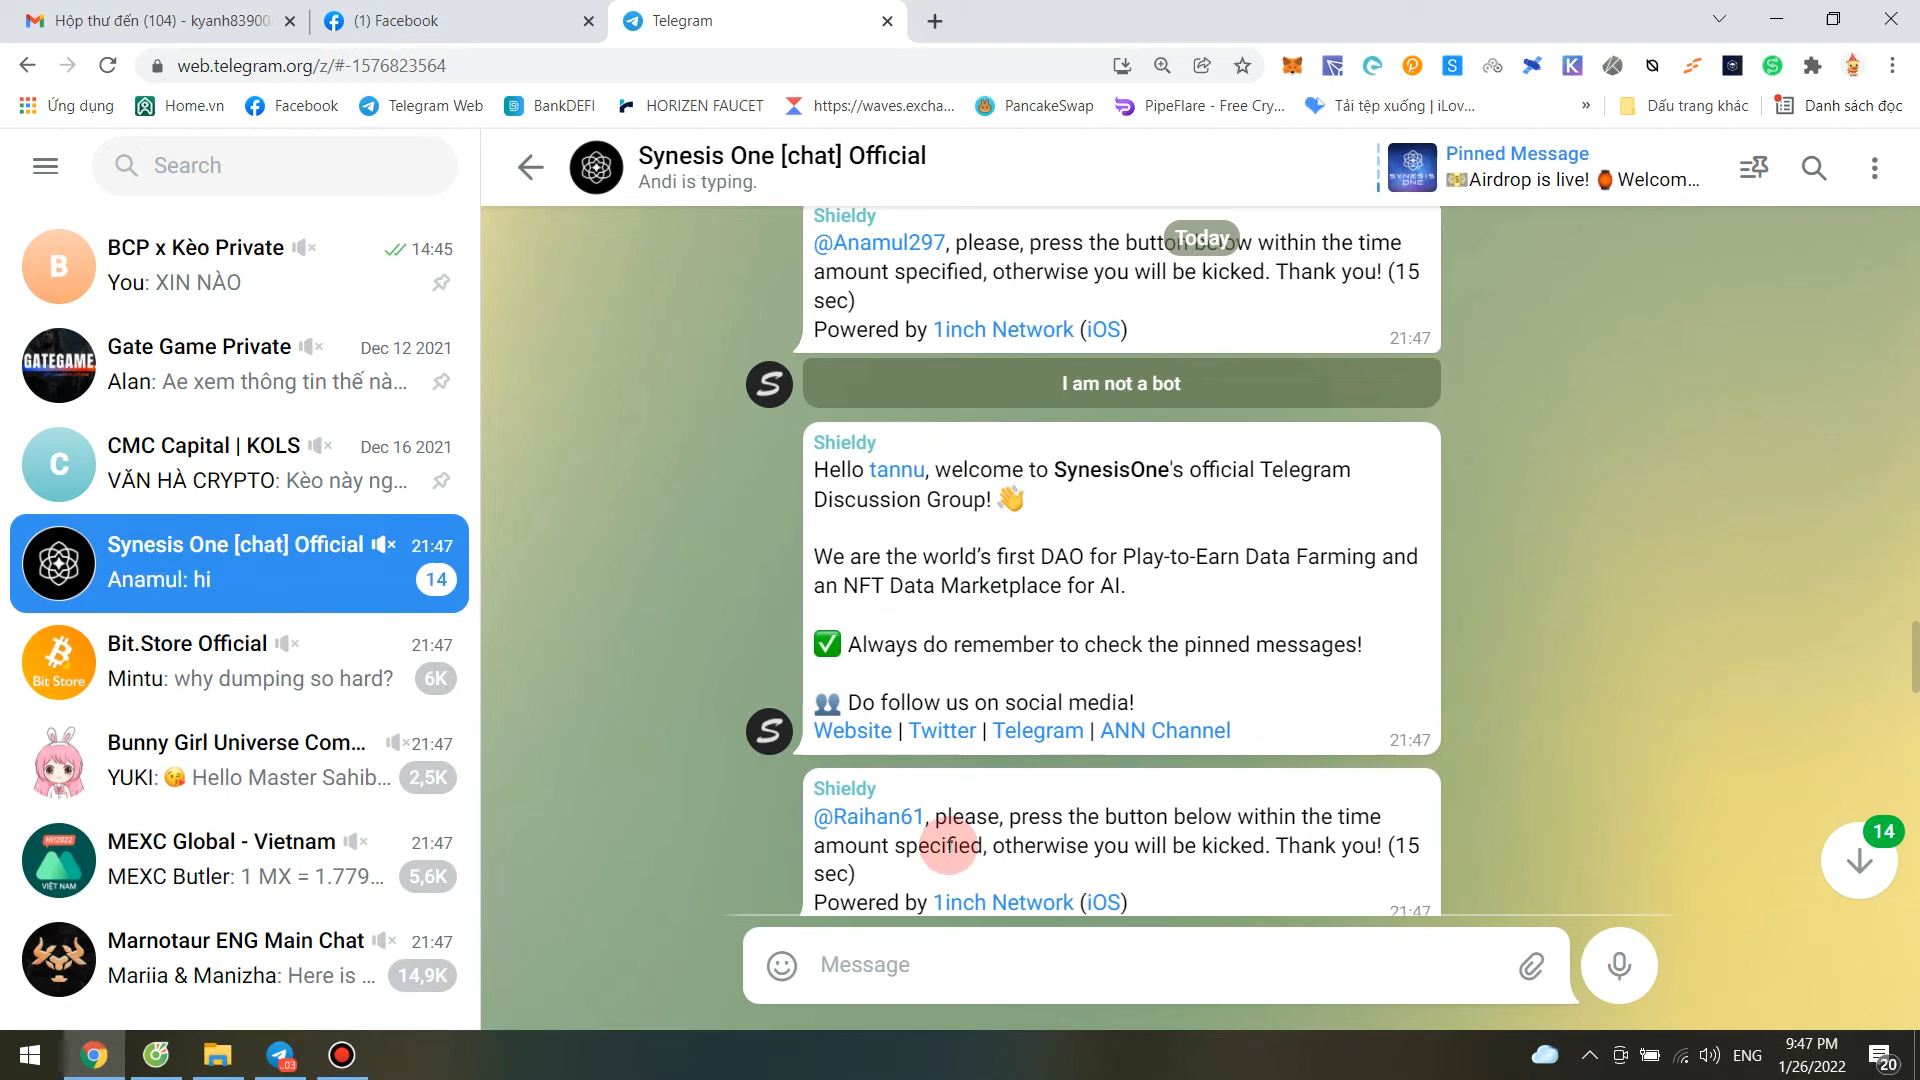 Hộp thư đến (104) - kyanh83900
(1) Facebook
Telegram
web.telegram.org/z/#-1576823564
Ứng dụng
Home.vn
Facebook
Telegram Web
BankDEFI
HORIZEN FAUCET
https://waves.excha...
PancakeSwap
PipeFlare - Free Cry...
Tải tệp xuống | iLov...
»
Dấu trang khác
Danh sách đọc
Search
BCP x Kèo Private
14:45
You: XIN NÀO
Gate Game Private
Dec 12 2021
Alan: Ae xem thông tin thế nà...
CMC Capital | KOLS
Dec 16 2021
VĂN HÀ CRYPTO: Kèo này ng...
Synesis One [chat] Official
21:47
Anamul: hi
14
Bit.Store Official
21:47
Mintu: why dumping so hard?
6K
Bunny Girl Universe Com...
21:47
YUKI: 😘 Hello Master Sahib...
2,5K
MEXC Global - Vietnam
21:47
MEXC Butler: 1 MX = 1.779...
5,6K
Marnotaur ENG Main Chat
21:47
Mariia & Manizha: Here is ...
14,9K
B
GATEGAME
C
Bit Store
VIỆT NAM
Synesis One [chat] Official
Andi is typing.
SYNESIS ONE
Pinned Message
💵Airdrop is live! 🏮Welcom...
Today
Shieldy
@Anamul297, please, press the button below within the time
amount specified, otherwise you will be kicked. Thank you! (15
sec)
Powered by 1inch Network (iOS)
21:47
I am not a bot
Shieldy
Hello tannu, welcome to SynesisOne's official Telegram
Discussion Group! 👋
We are the world's first DAO for Play-to-Earn Data Farming and
an NFT Data Marketplace for AI.
✅ Always do remember to check the pinned messages!
👥 Do follow us on social media!
Website | Twitter | Telegram | ANN Channel
21:47
Shieldy
@Raihan61, please, press the button below within the time
amount specified, otherwise you will be kicked. Thank you! (15
sec)
Powered by 1inch Network (iOS)
21:47
14
Message
..03
ENG
9:47 PM
1/26/2022
20